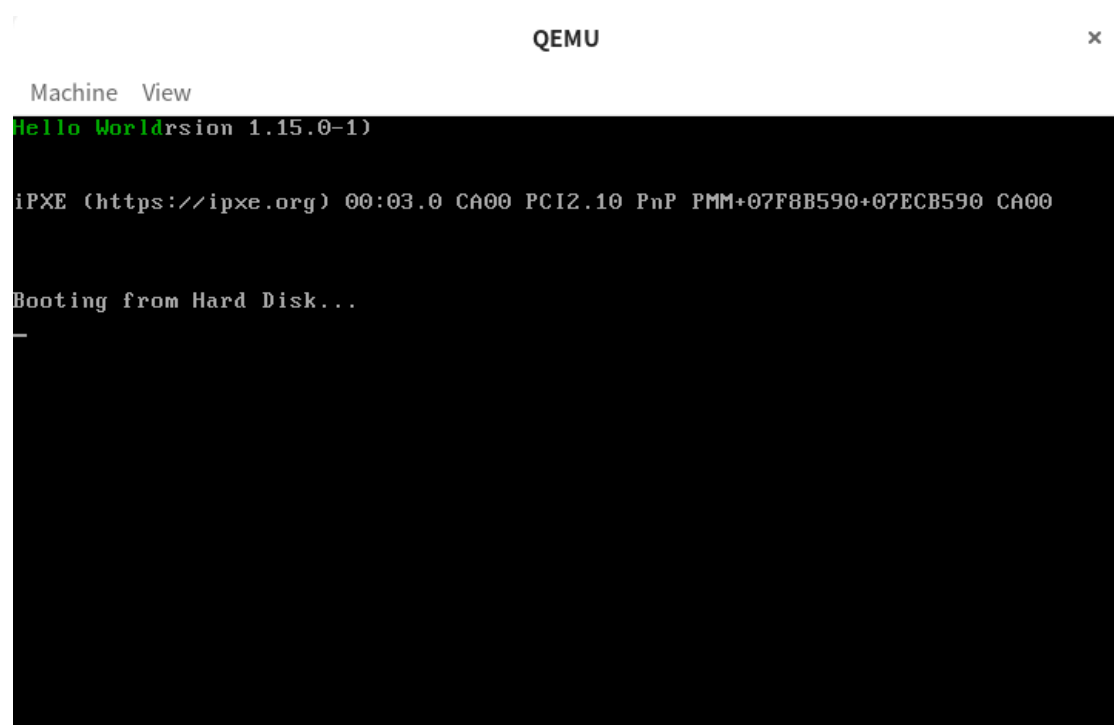 QEMU ×
Machine View
Hello Worldrsion 1.15.0-1)
iPXE (https://ipxe.org) 00:03.0 CA00 PCI2.10 PnP PMM+07F8B590+07ECB590 CA00
Booting from Hard Disk...
_